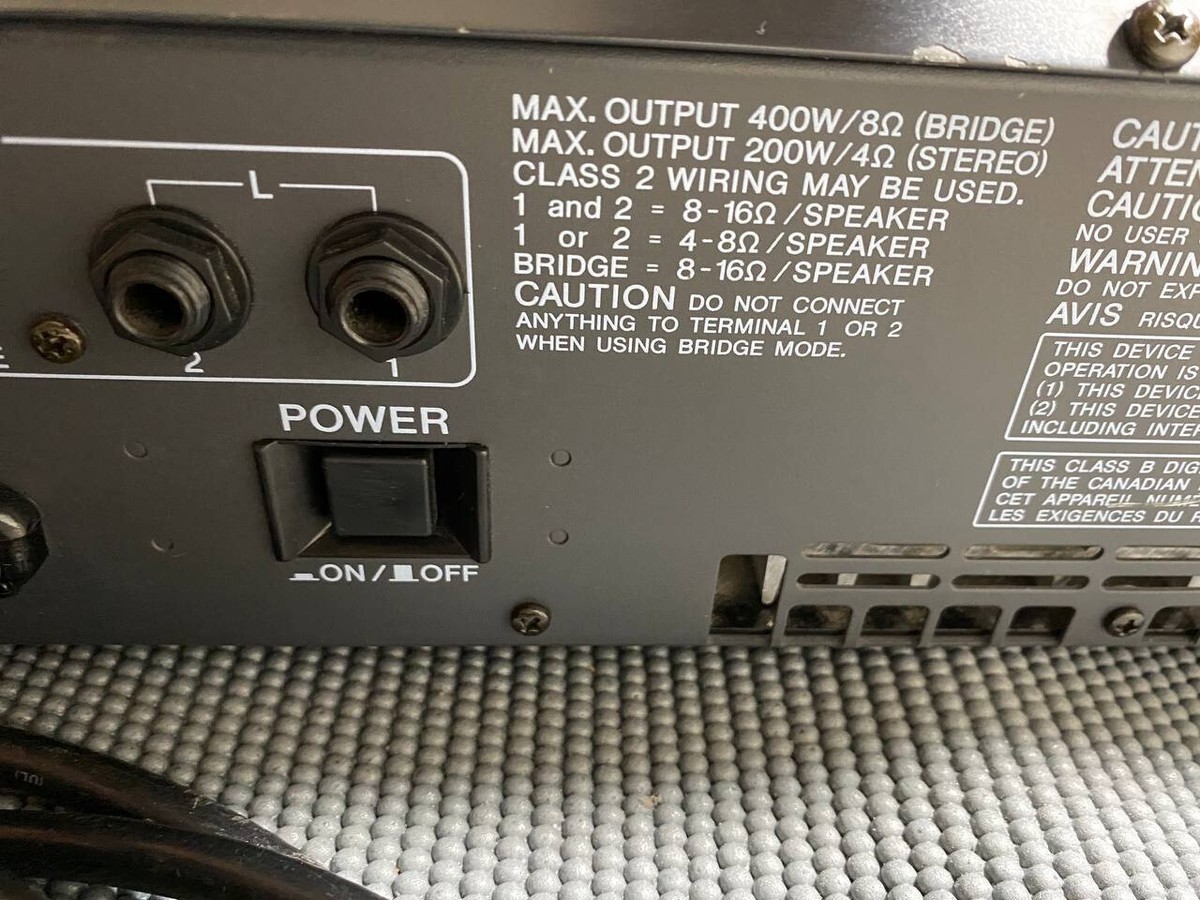 MAX. OUTPUT 400W/8Ω (BRIDGE)
MAX. OUTPUT 200W/4Ω (STEREO)
CLASS 2 WIRING MAY BE USED.
1 and 2 = 8-16Ω/SPEAKER
1 or 2 = 4-8Ω/SPEAKER
BRIDGE = 8-16Ω/SPEAKER
CAUTION DO NOT CONNECT
ANYTHING TO TERMINAL 1 OR 2
WHEN USING BRIDGE MODE.
L
2 1
POWER
ON / OFF
CAUT
ATTEN
CAUTIO
NO USER
WARNIN
DO NOT EXP
AVIS RISQU
THIS DEVICE
OPERATION IS
(1) THIS DEVICE
(2) THIS DEVICE
INCLUDING INTER
THIS CLASS B DIG
OF THE CANADIAN
CET APPAREIL NUME
LES EXIGENCES DU R
(UL)